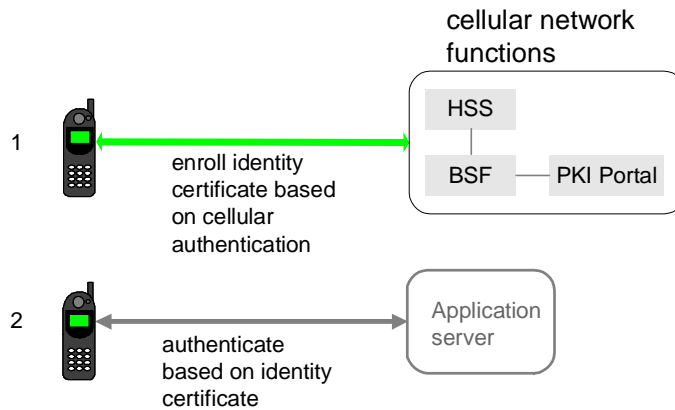 cellular network
functions
HSS
1
enroll identity
certificate based
on cellular
authentication
BSF
PKI Portal
2
Application
server
authenticate
based on identity
certificate